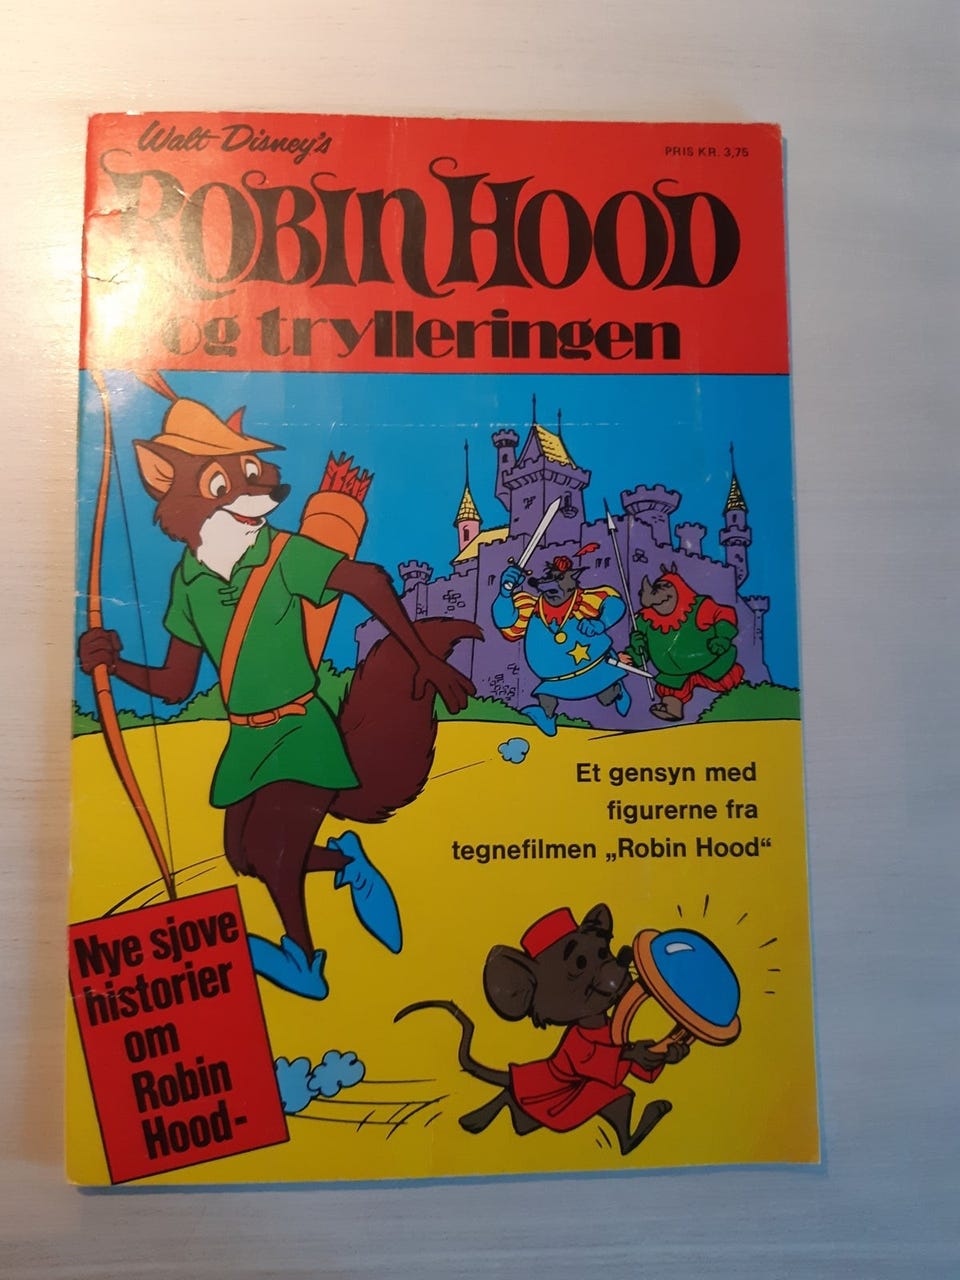 Walt Disney's
PRIS KR. 3,75
ROBIN HOOD
og trylleringen
Et gensyn med
figurerne fra
tegnefilmen „Robin Hood“
Nye sjove
historier
om
Robin
Hood-